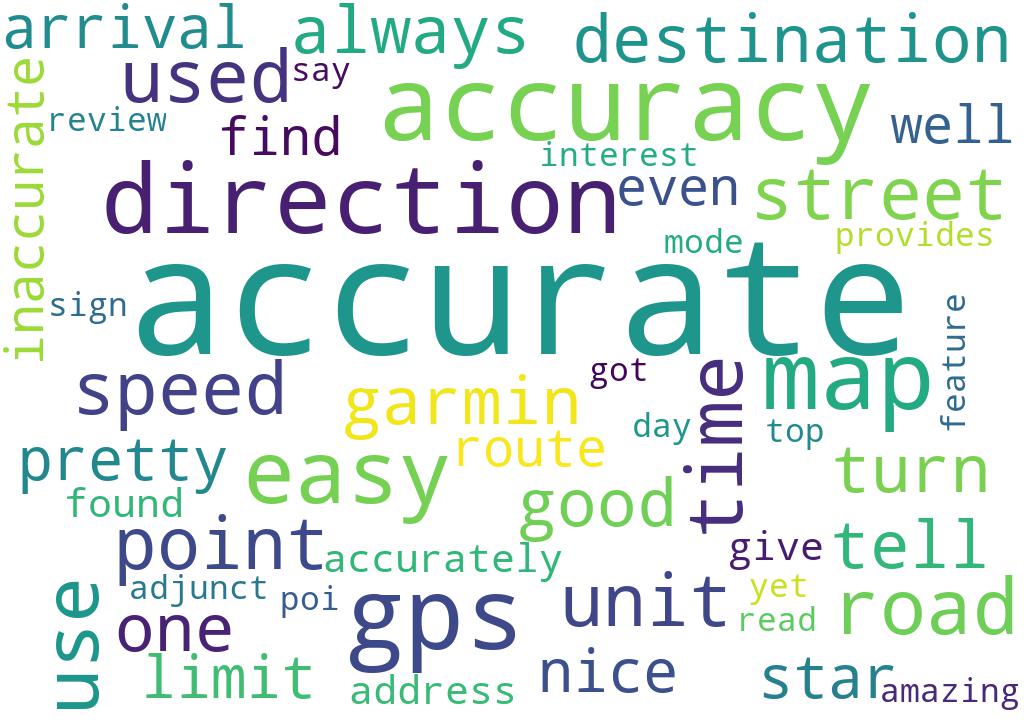 arrival
always
destination
inaccurate
used
say
accuracy
review
find
well
interest
direction
even
street
mode
provides
accurate
sign
feature
speed
got
time
map
garmin
day
top
pretty
easy
route
turn
found
good
point
accurately
give
tell
use
adjunct
poi
gps
unit
yet
read
road
one
limit
address
nice
star
amazing